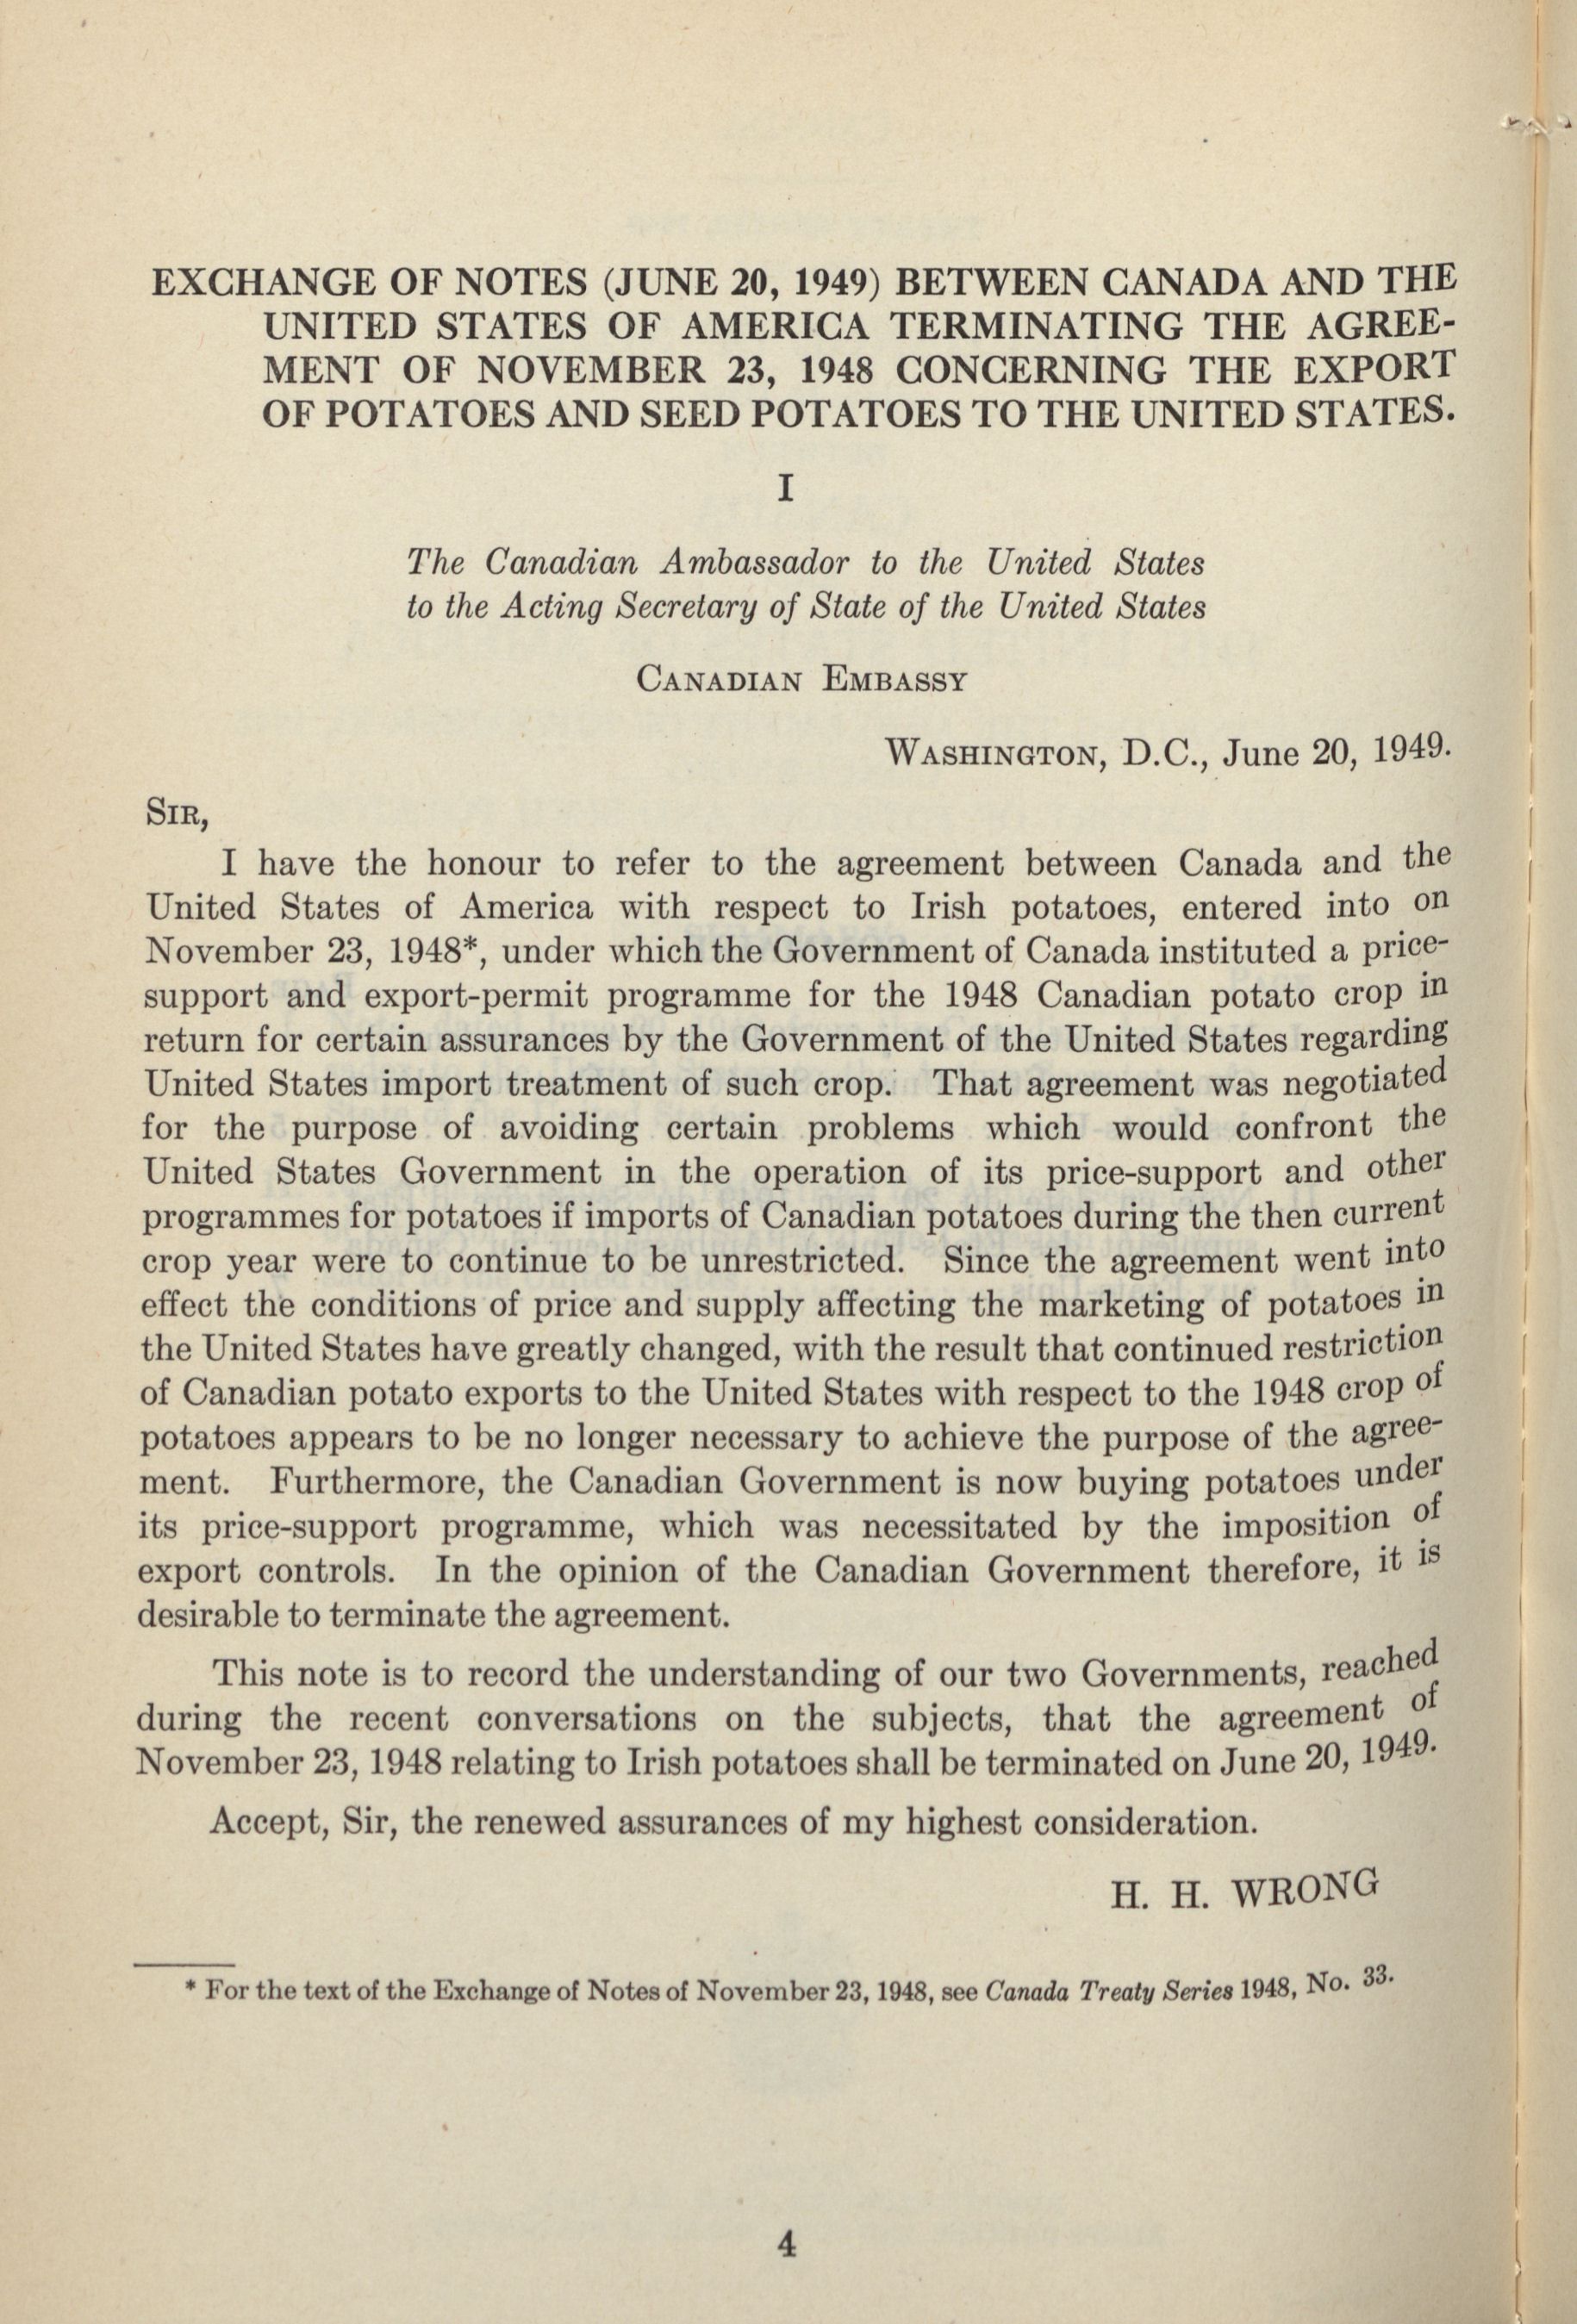 EXCHANGE OF NOTES (JUNE 20, 1949) BETWEEN CANADA AND THE
UNITED STATES OF AMERICA TERMINATING THE AGREE-
MENT OF NOVEMBER 23, 1948 CONCERNING THE EXPORT
OF POTATOES AND SEED POTATOES TO THE UNITED STATES.
I
The Canadian Ambassador to the United States
to the Acting Secretary of State of the United States
CANADIAN EMBASSY
WASHINGTON, D.C., June 20, 1949.
SIR,
I have the honour to refer to the agreement between Canada and the
United States of America with respect to Irish potatoes, entered into on
November 23, 1948*, under which the Government of Canada instituted a price-
support and export-permit programme for the 1948 Canadian potato crop in
return for certain assurances by the Government of the United States regarding
United States import treatment of such crop. That agreement was negotiated
for the purpose of avoiding certain problems which would confront the
United States Government in the operation of its price-support and other
programmes for potatoes if imports of Canadian potatoes during the then current
crop year were to continue to be unrestricted. Since the agreement went into
effect the conditions of price and supply affecting the marketing of potatoes in
the United States have greatly changed, with the result that continued restriction
of Canadian potato exports to the United States with respect to the 1948 crop of
potatoes appears to be no longer necessary to achieve the purpose of the agree-
ment. Furthermore, the Canadian Government is now buying potatoes under
its price-support programme, which was necessitated by the imposition of
export controls. In the opinion of the Canadian Government therefore, it is
desirable to terminate the agreement.
This note is to record the understanding of our two Governments, reached
during the recent conversations on the subjects, that the agreement of
November 23, 1948 relating to Irish potatoes shall be terminated on June 20, 1949.
Accept, Sir, the renewed assurances of my highest consideration.
H. H. WRONG
* For the text of the Exchange of Notes of November 23, 1948, see Canada Treaty Series 1948, No. 33.
4